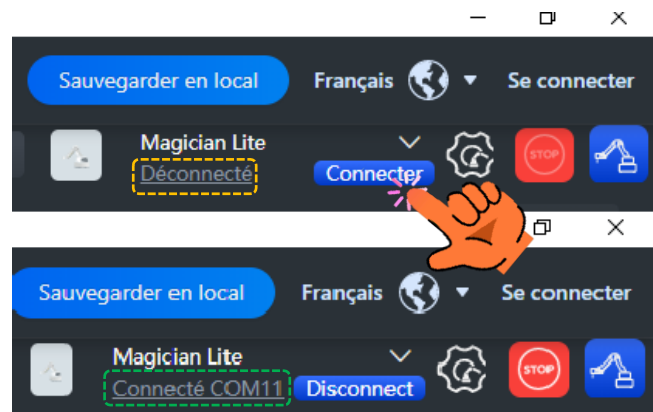 Sauvegarder en local Français Se connecter
Magician Lite
Déconnecté Connecter STOP
Sauvegarder en local Français Se connecter
Magician Lite
Connecté COM11 Disconnect STOP